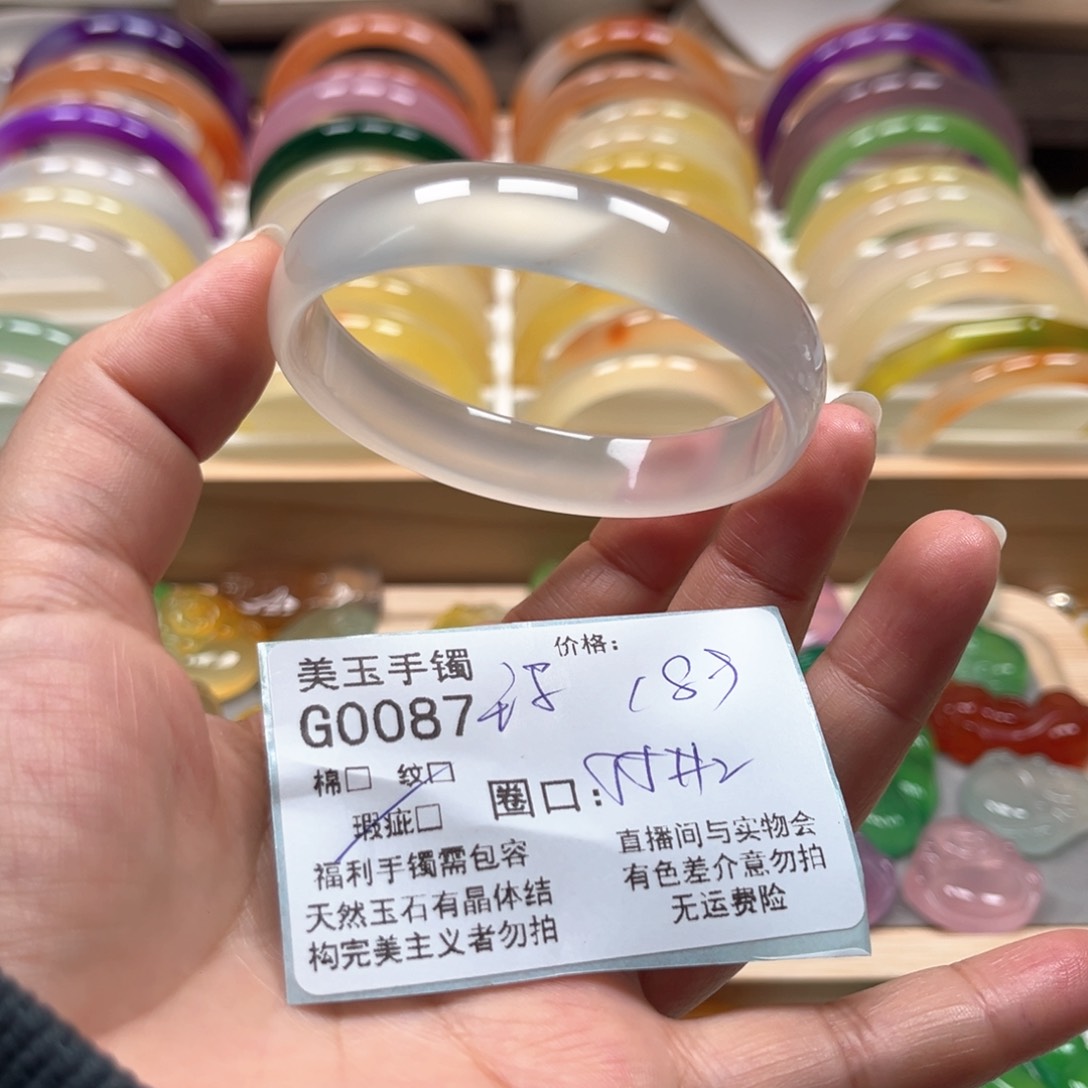 价格:
美玉手镯
G0087
棉□ 纹□
瑕疵□
圈口:
福利手镯需包容
天然玉石有晶体结
构完美主义者勿拍
直播间与实物会
有色差介意勿拍
无运费险